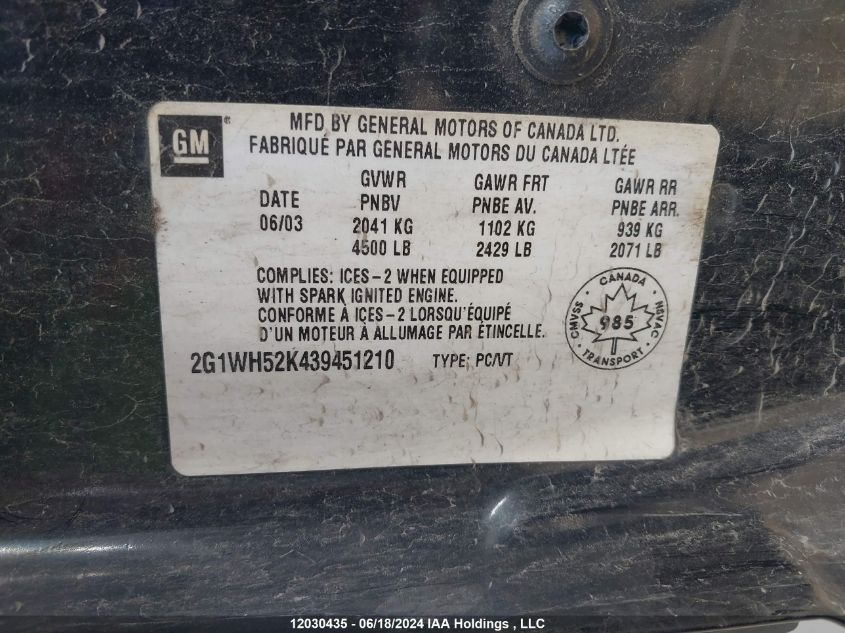 GM®
MFD BY GENERAL MOTORS OF CANADA LTD.
FABRIQUÉ PAR GENERAL MOTORS DU CANADA LTÉE
GVWR GAWR FRT GAWR RR
DATE PNBV PNBE AV. PNBE ARR.
06/03 2041 KG 1102 KG 939 KG
4500 LB 2429 LB 2071 LB
COMPLIES: ICES-2 WHEN EQUIPPED
WITH SPARK IGNITED ENGINE.
CONFORME À ICES-2 LORSQU'ÉQUIPÉ
D'UN MOTEUR À ALLUMAGE PAR ÉTINCELLE.
CANADA
CMVSS 985 NSVAC
TRANSPORT
2G1WH52K439451210 TYPE: PC/VT
12030435 - 06/18/2024 IAA Holdings , LLC